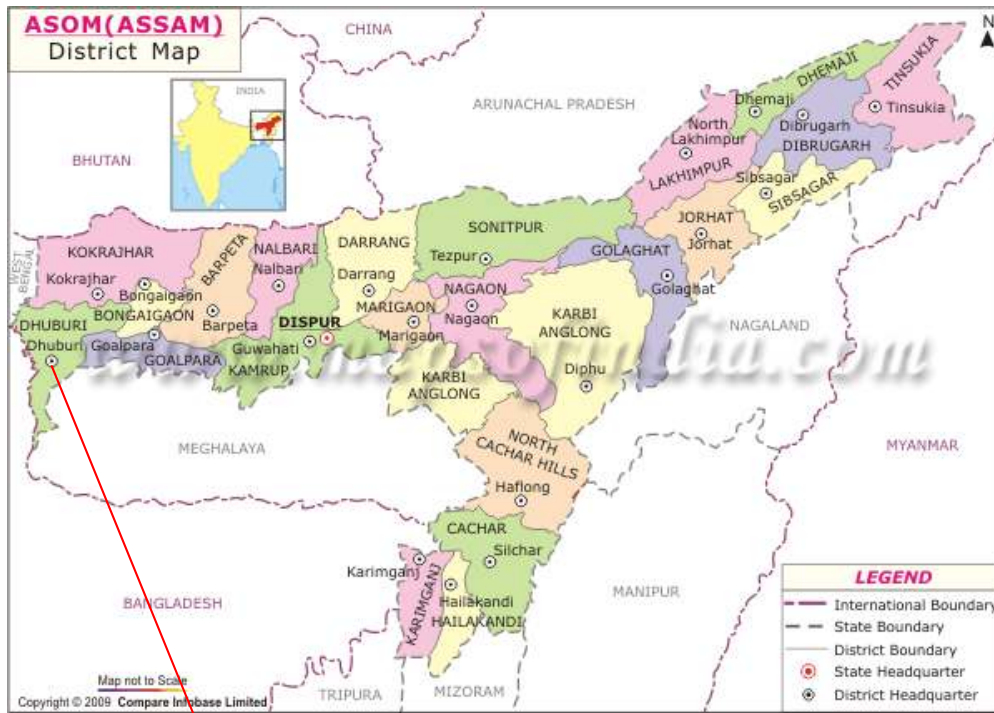 ASOM(ASSAM)
District Map
CHINA
N
INDIA
ARUNACHAL PRADESH
BHUTAN
DHEMAJI
Dhemaji
TINSUKIA
Tinsukia
North
Lakhimpur
LAKHIMPUR
Dibrugarh
DIBRUGARH
Sibsagar
SIBSAGAR
JORHAT
Jorhat
WEST
BENGAL
KOKRAJHAR
Kokrajhar
Bongaigaon
BONGAIGAON
BARPETA
Barpeta
NALBARI
Nalbari
DARRANG
Darrang
SONITPUR
Tezpur
GOLAGHAT
Golaghat
DHUBURI
Dhuburi
Goalpara
GOALPARA
DISPUR
Guwahati
KAMRUP
MARIGAON
Marigaon
NAGAON
Nagaon
KARBI
ANGLONG
Diphu
KARBI
ANGLONG
NAGALAND
www.mapsofindia.com
MEGHALAYA
NORTH
CACHAR HILLS
Haflong
MYANMAR
CACHAR
Silchar
Karimganj
KARIMGANJ
Hailakandi
HAILAKANDI
MANIPUR
BANGLADESH
TRIPURA
MIZORAM
LEGEND
International Boundary
State Boundary
District Boundary
State Headquarter
District Headquarter
Map not to Scale
Copyright © 2009 Compare Infobase Limited